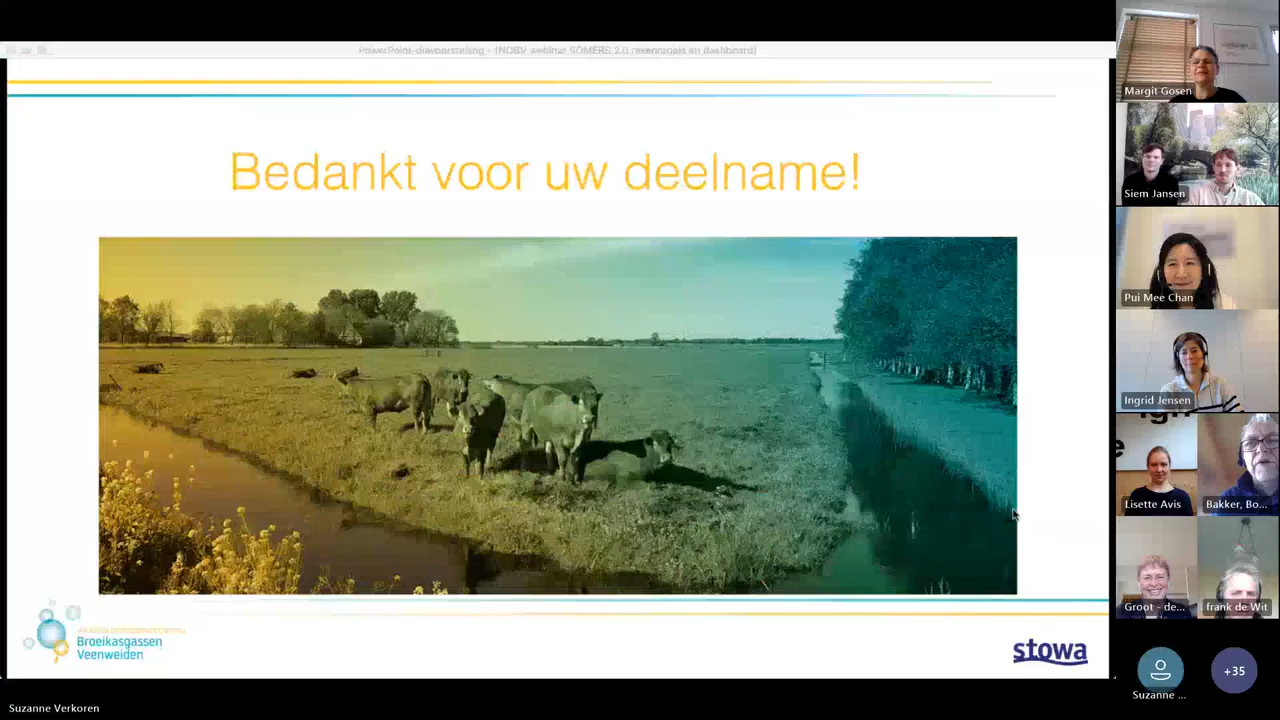 PowerPoint-dievoorstelling - [NOBV webinar SOMERS 2.0 rekenregels en dashboard]
Bedankt voor uw deelname!
Broeikasgassen
Veenweiden
stowa
Suzanne Verkoren
Margit Gosen
Siem Jansen
Pui Mee Chan
Ingrid Jensen
Lisette Avis
Bakker, Bo...
Groot - de...
frank de Wit
Suzanne ...
+35